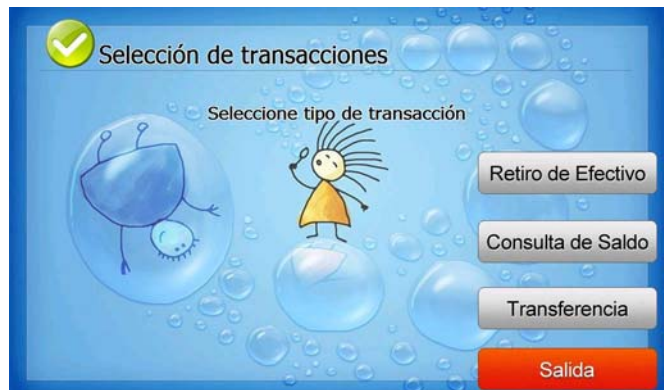 Selección de transacciones
Seleccione tipo de transacción
Retiro de Efectivo
Consulta de Saldo
Transferencia
Salida